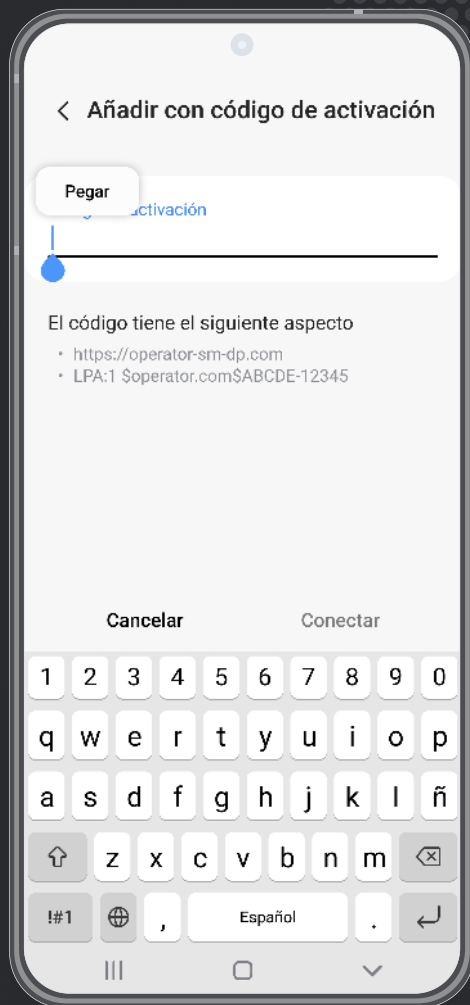 Añadir con código de activación
Pegar
activación
El código tiene el siguiente aspecto
• https://operator-sm-dp.com
• LPA:1 $operator.com$ABCDE-12345
Cancelar Conectar
1 2 3 4 5 6 7 8 9 0
q w e r t y u i o p
a s d f g h j k l ñ
z x c v b n m
!#1 , Español .